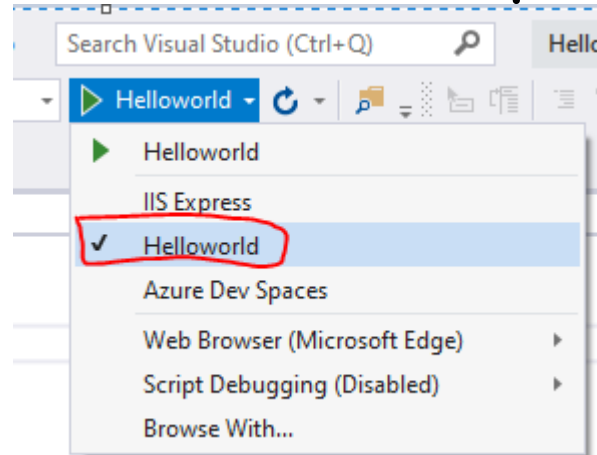 Search Visual Studio (Ctrl+Q) Hello
Helloworld
Helloworld
IIS Express
Helloworld
Azure Dev Spaces
Web Browser (Microsoft Edge)
Script Debugging (Disabled)
Browse With...